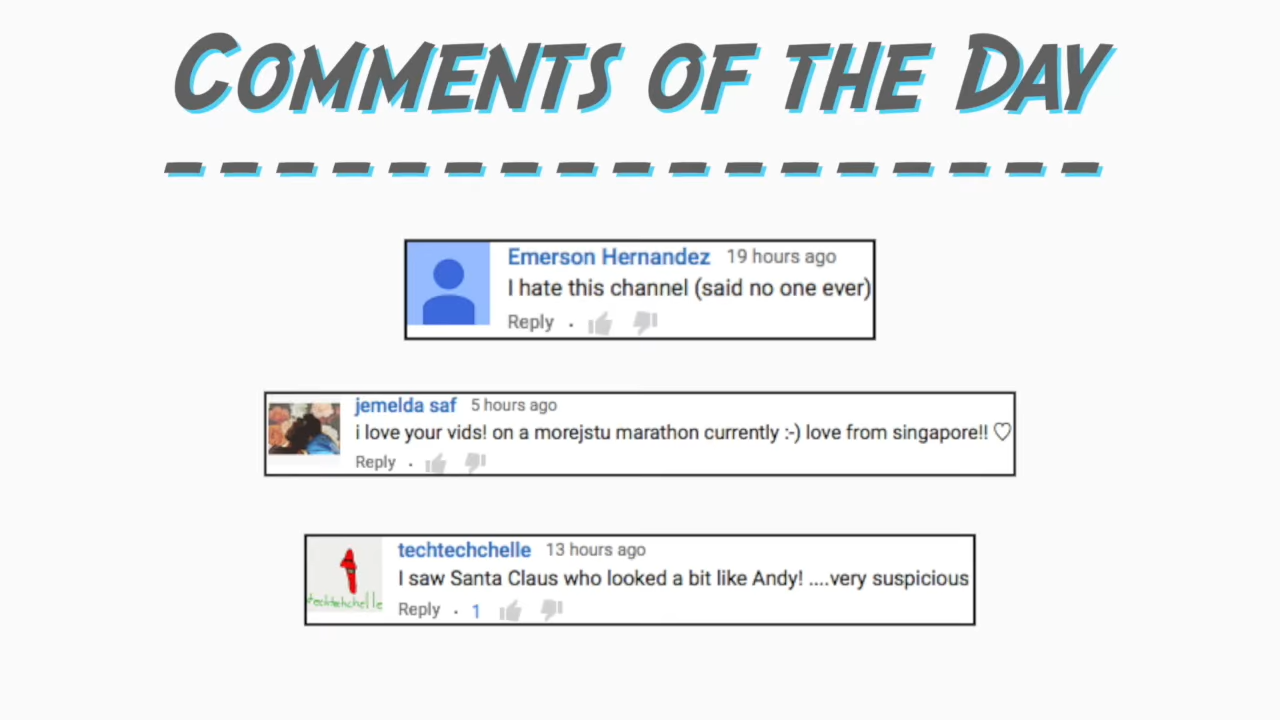 Comments of the Day
Emerson Hernandez 19 hours ago
I hate this channel (said no one ever)
Reply ·
jemelda saf 5 hours ago
i love your vids! on a morejstu marathon currently :-) love from singapore!! ♡
Reply ·
techtechchelle 13 hours ago
I saw Santa Claus who looked a bit like Andy! ....very suspicious
techtechchelle
Reply · 1